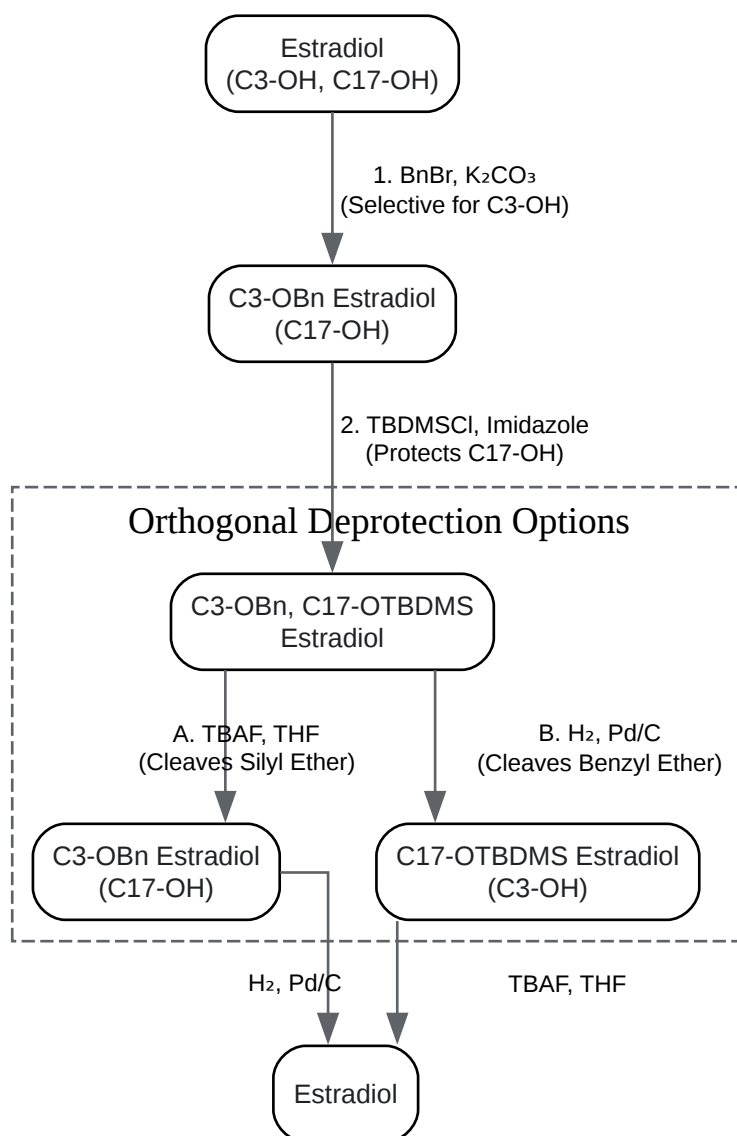 Estradiol
(C3-OH, C17-OH)
1. BnBr, K₂CO₃
(Selective for C3-OH)
C3-OBn Estradiol
(C17-OH)
2. TBDMSCl, Imidazole
(Protects C17-OH)
Orthogonal Deprotection Options
C3-OBn, C17-OTBDMS
Estradiol
A. TBAF, THF
(Cleaves Silyl Ether)
B. H₂, Pd/C
(Cleaves Benzyl Ether)
C3-OBn Estradiol
(C17-OH)
C17-OTBDMS Estradiol
(C3-OH)
H₂, Pd/C
TBAF, THF
Estradiol